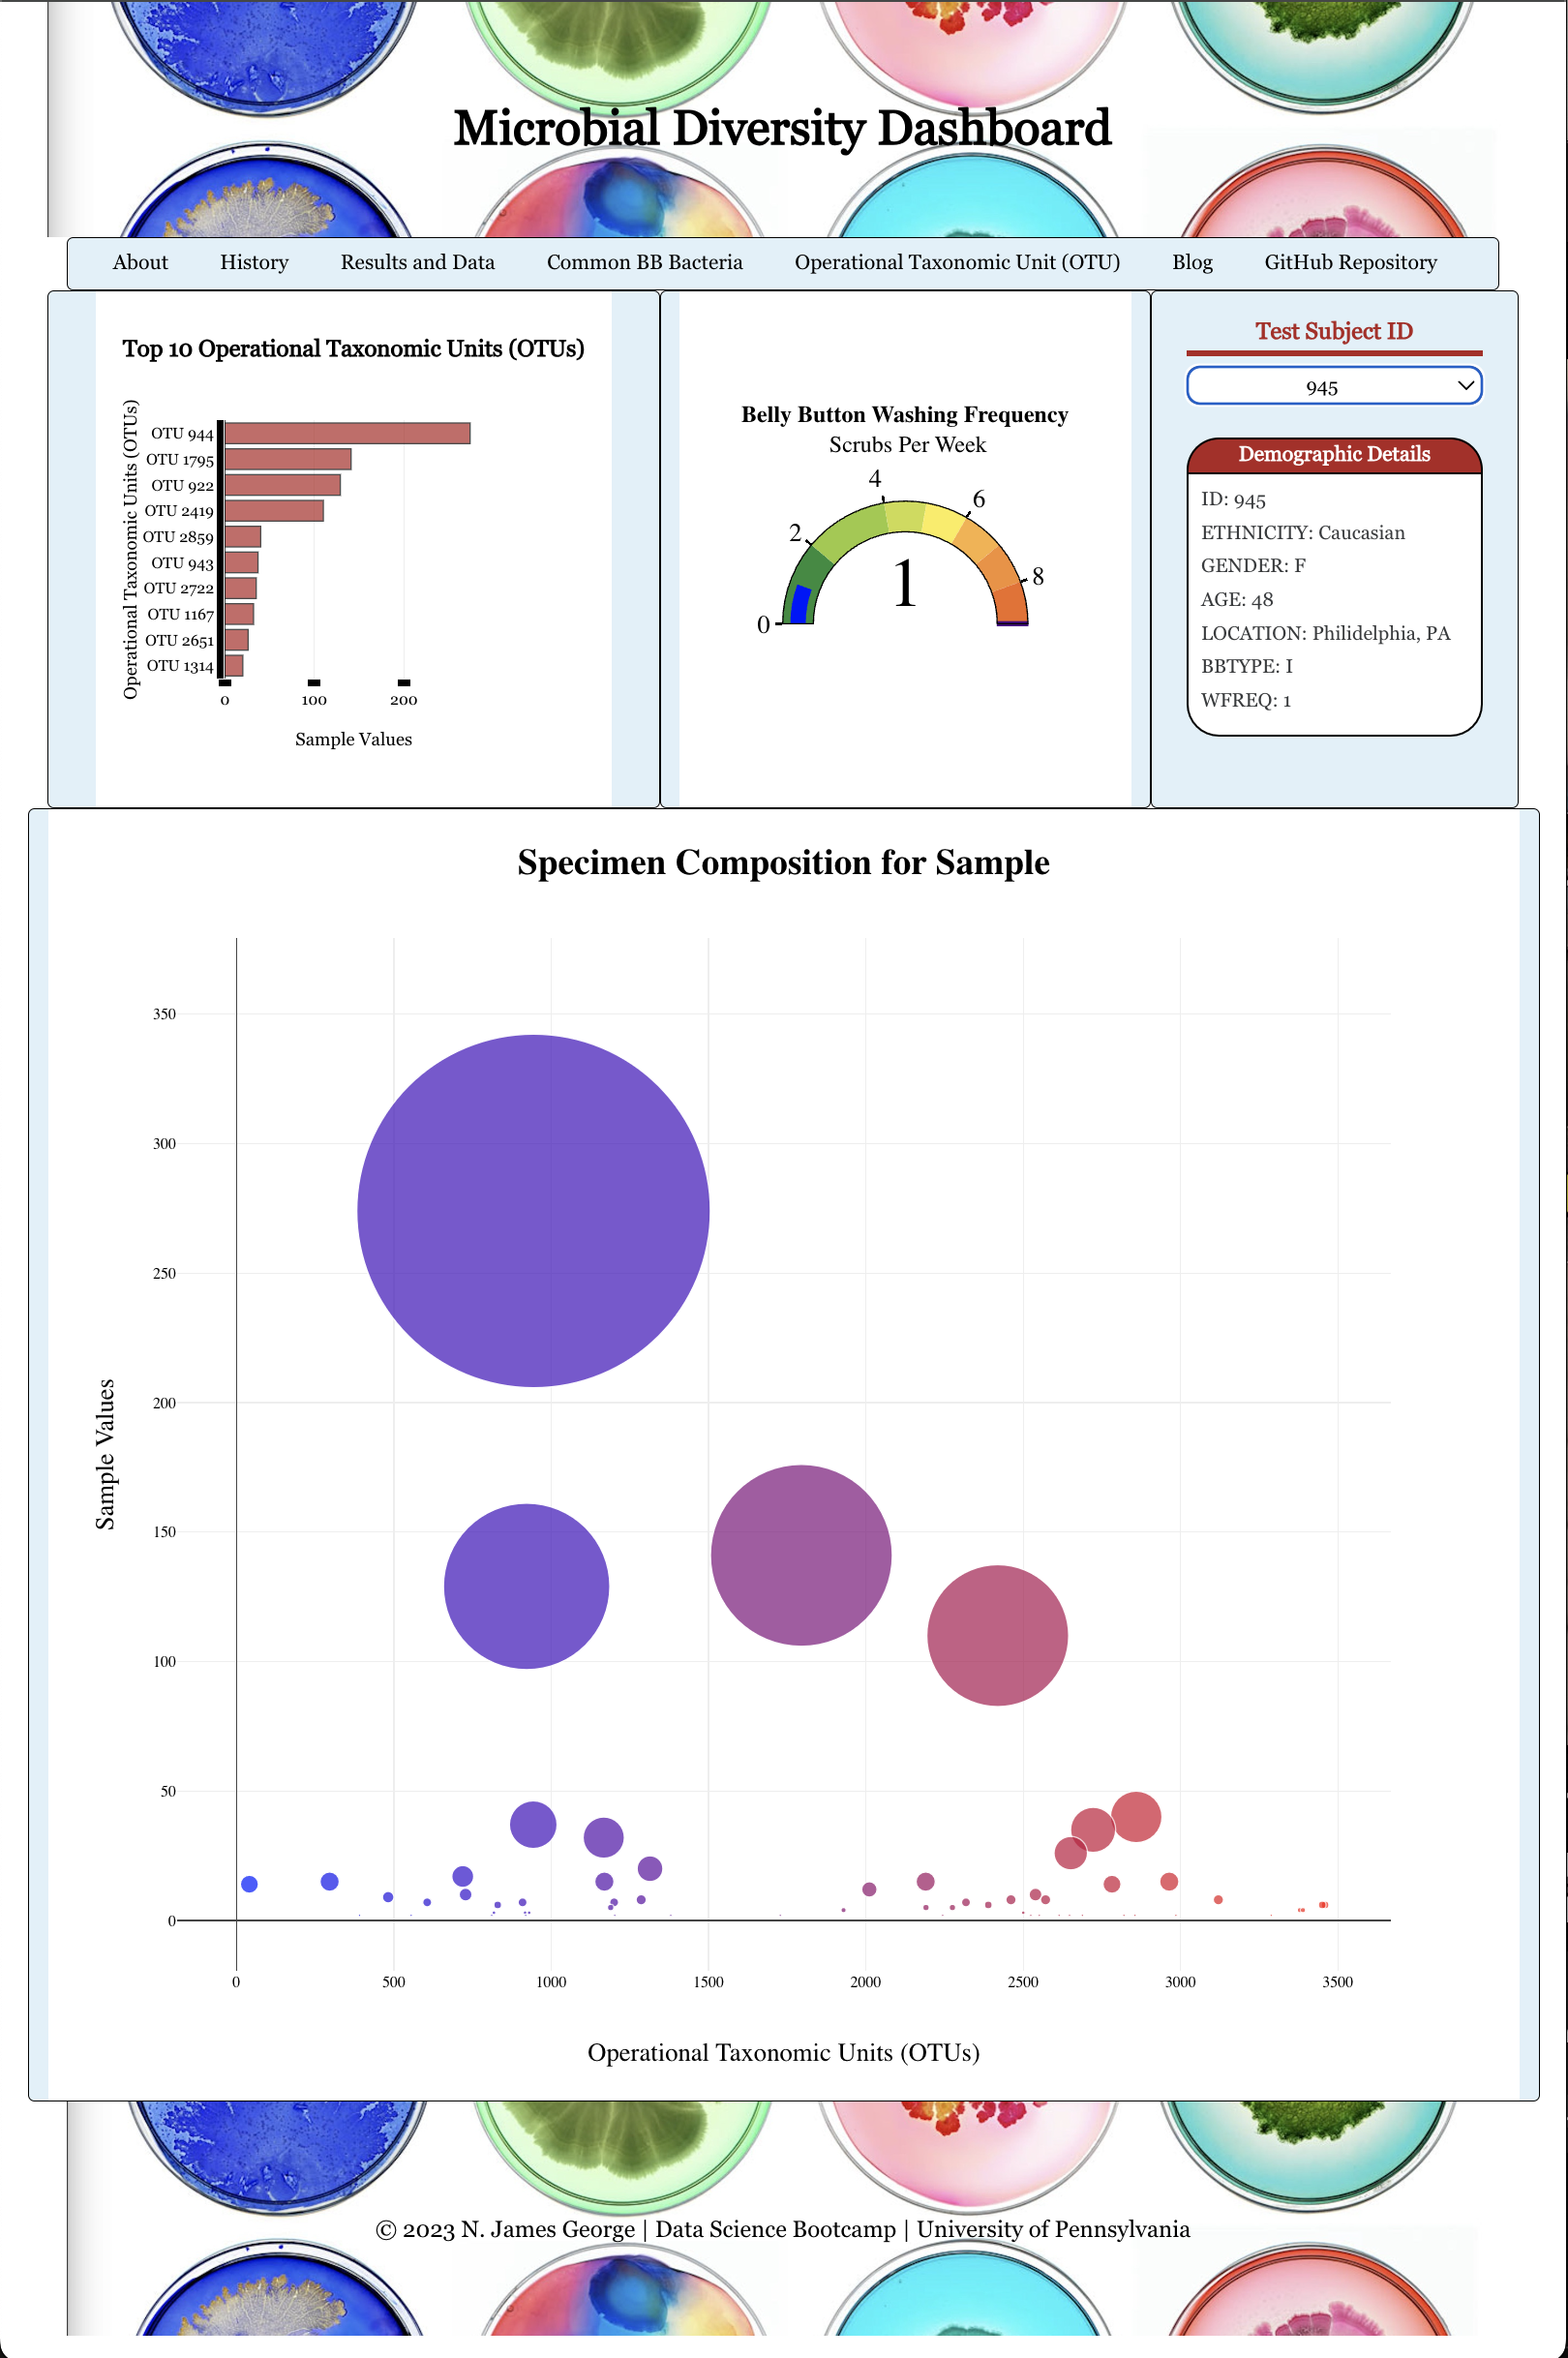 Microbial Diversity Dashboard
About History Results and Data Common BB Bacteria Operational Taxonomic Unit (OTU) Blog GitHub Repository
Top 10 Operational Taxonomic Units (OTUs)
Operational Taxonomic Units (OTUs)
OTU 944
OTU 1795
OTU 922
OTU 2419
OTU 2859
OTU 943
OTU 2722
OTU 1167
OTU 2651
OTU 1314
0 100 200
Sample Values
Belly Button Washing Frequency
Scrubs Per Week
0
2
4
6
8
1
Test Subject ID
945
Demographic Details
ID: 945
ETHNICITY: Caucasian
GENDER: F
AGE: 48
LOCATION: Philidelphia, PA
BBTYPE: I
WFREQ: 1
Specimen Composition for Sample
Sample Values
350
300
250
200
150
100
50
0
0 500 1000 1500 2000 2500 3000 3500
Operational Taxonomic Units (OTUs)
© 2023 N. James George | Data Science Bootcamp | University of Pennsylvania